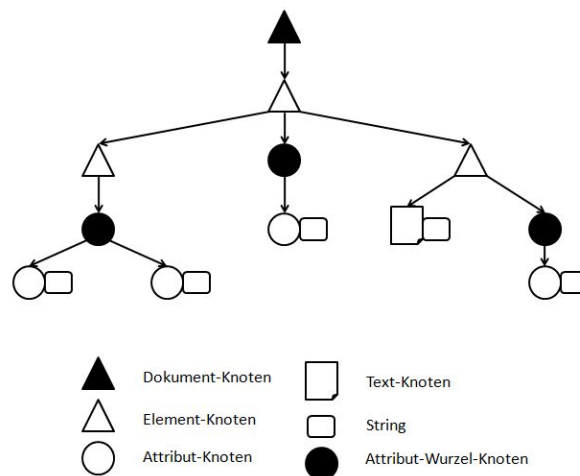 Dokument-Knoten
Text-Knoten
Element-Knoten
String
Attribut-Knoten
Attribut-Wurzel-Knoten